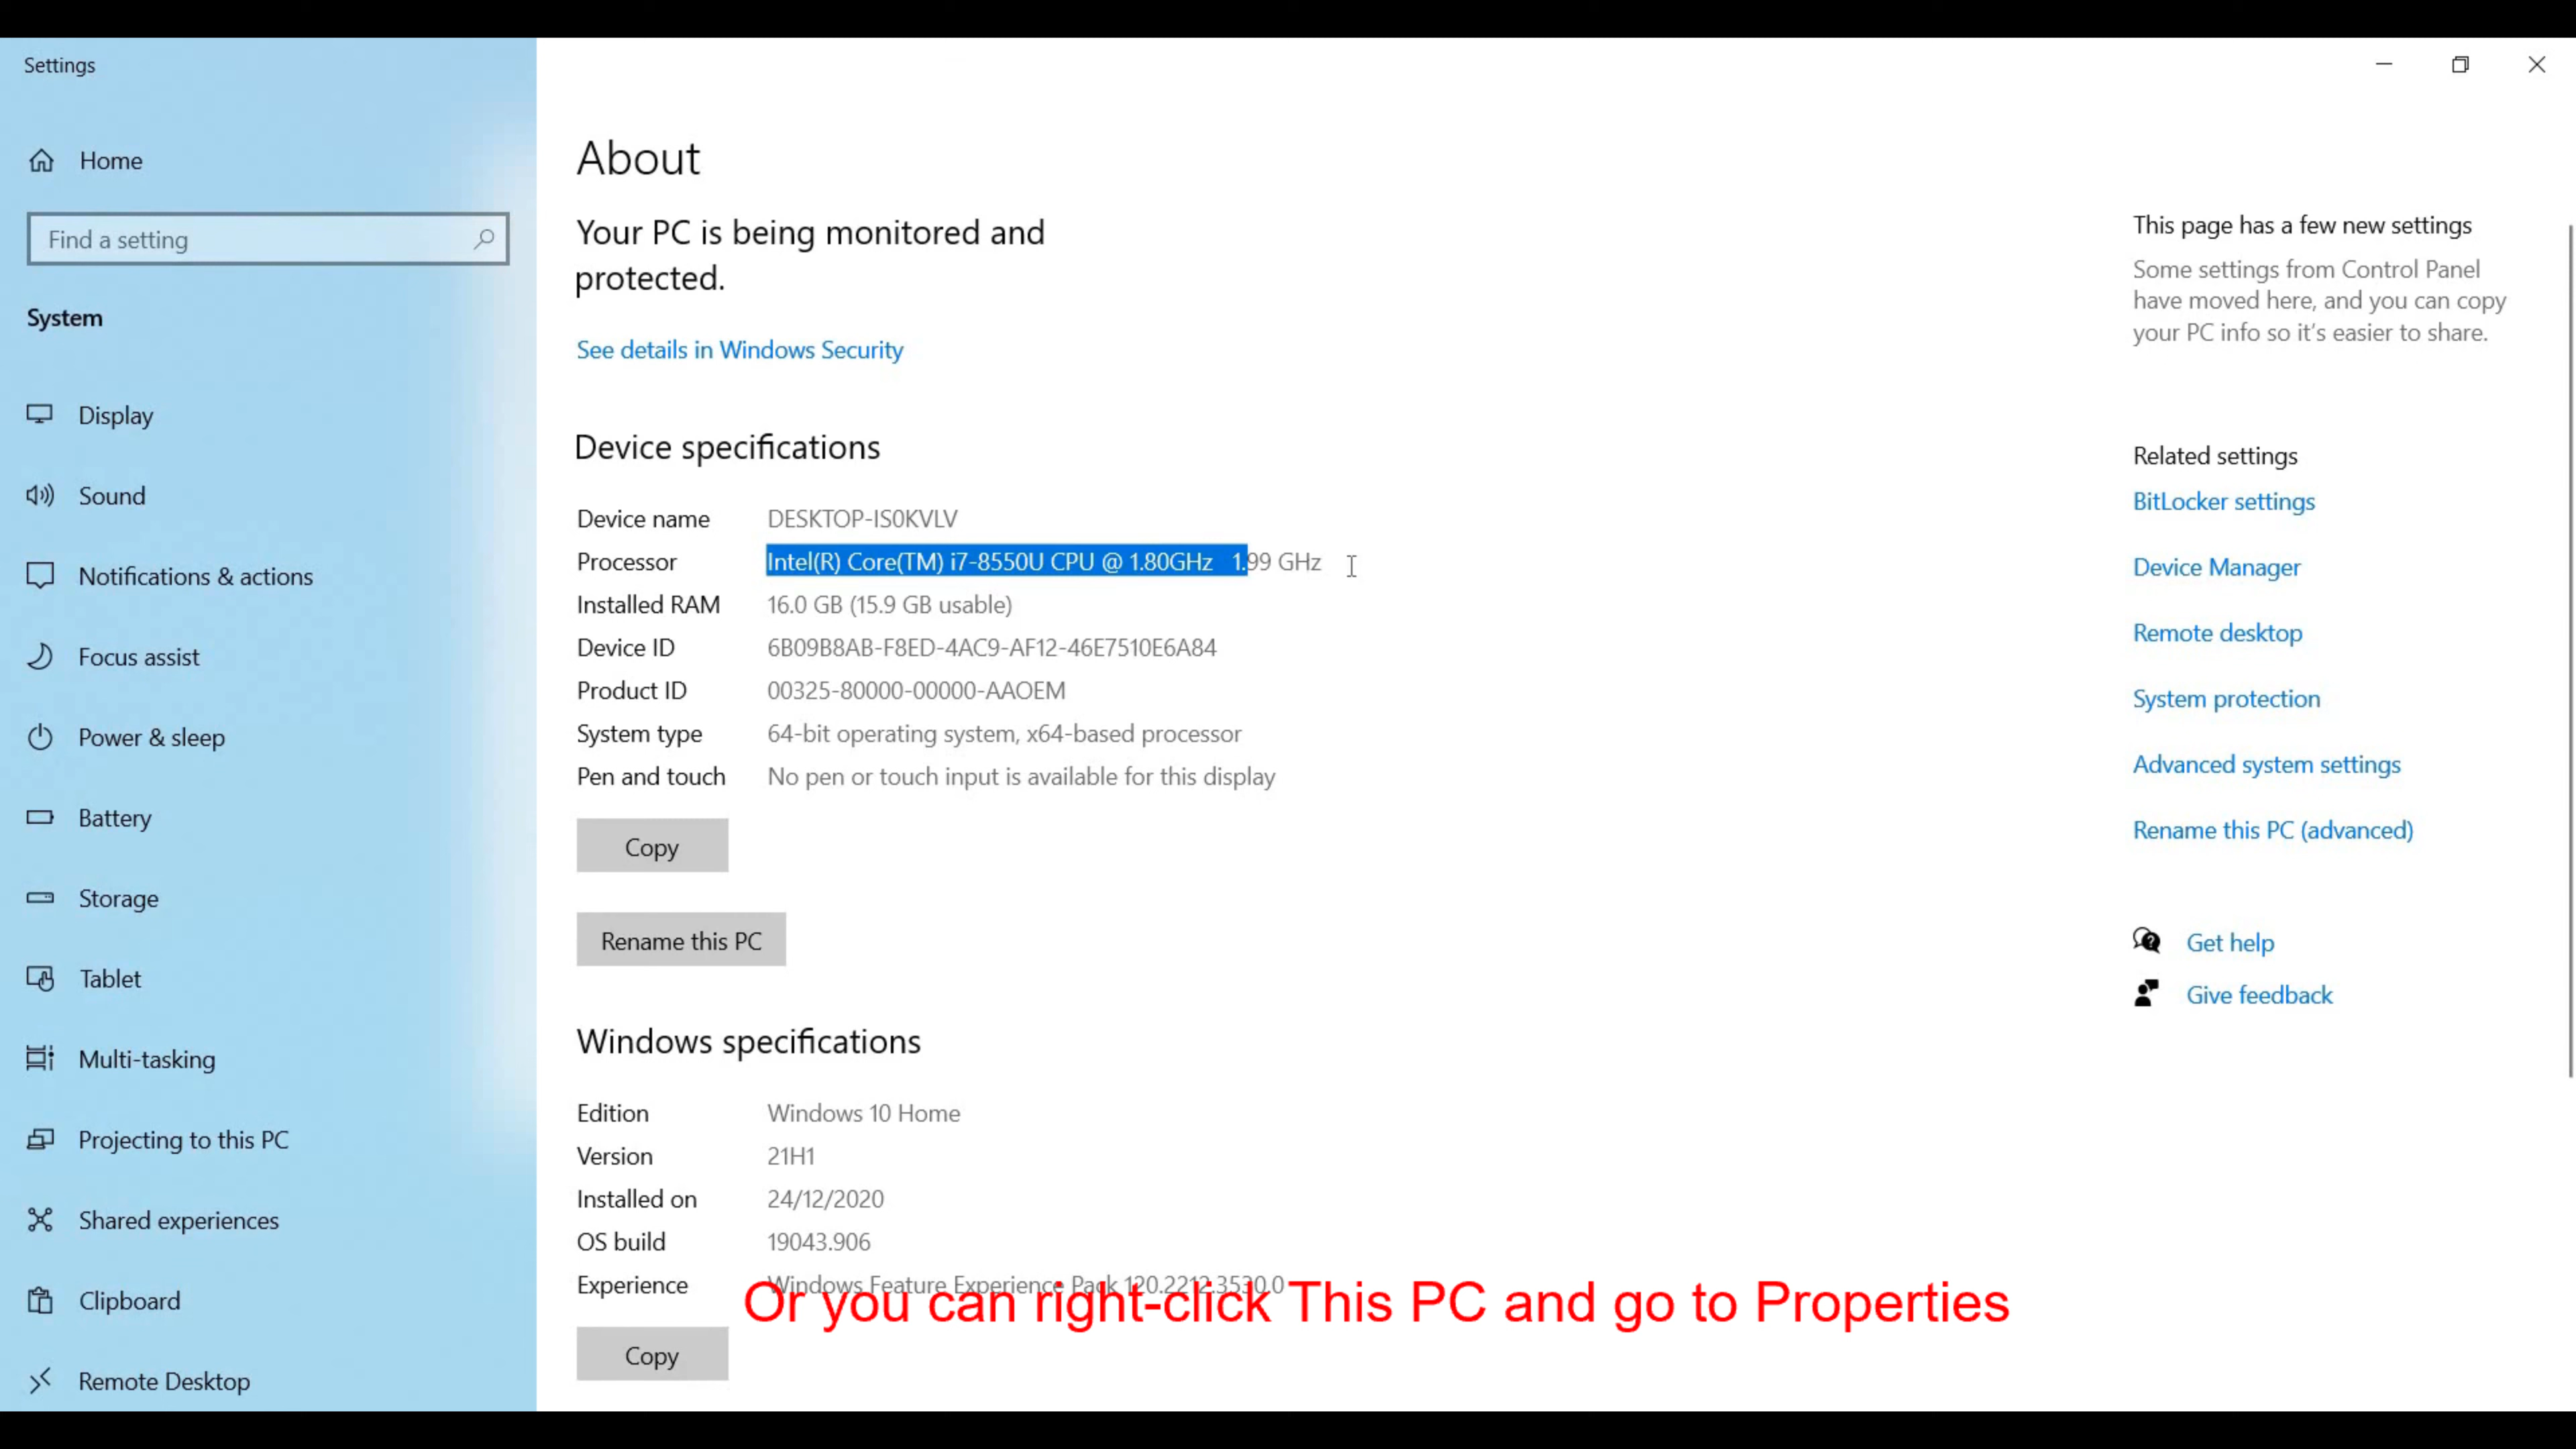 Settings
Home
Find a setting
System
Display
Sound
Notifications & actions
Focus assist
Power & sleep
Battery
Storage
Tablet
Multi-tasking
Projecting to this PC
Shared experiences
Clipboard
Remote Desktop
About
Your PC is being monitored and
protected.
See details in Windows Security
Device specifications
Device name DESKTOP-IS0KVLV
Processor Intel(R) Core(TM) i7-8550U CPU @ 1.80GHz 1.99 GHz
Installed RAM 16.0 GB (15.9 GB usable)
Device ID 6B09B8AB-F8ED-4AC9-AF12-46E7510E6A84
Product ID 00325-80000-00000-AAOEM
System type 64-bit operating system, x64-based processor
Pen and touch No pen or touch input is available for this display
Copy
Rename this PC
Windows specifications
Edition Windows 10 Home
Version 21H1
Installed on 24/12/2020
OS build 19043.906
Experience Windows Feature Experience Pack 120.2212.3530.0
Or you can right-click This PC and go to Properties
Copy
This page has a few new settings
Some settings from Control Panel
have moved here, and you can copy
your PC info so it's easier to share.
Related settings
BitLocker settings
Device Manager
Remote desktop
System protection
Advanced system settings
Rename this PC (advanced)
Get help
Give feedback